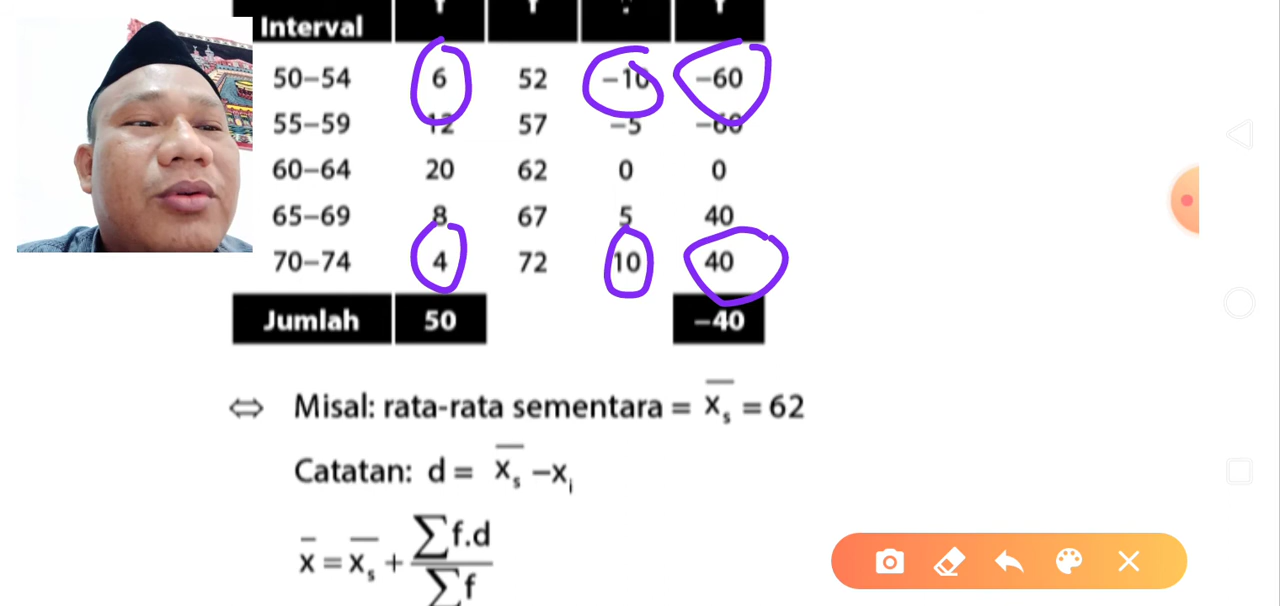 Interval
50–54 6 52 –10 –60
55–59 12 57 –5 –60
60–64 20 62 0 0
65–69 8 67 5 40
70–74 4 72 10 40
Jumlah 50 –40
⇔ Misal: rata-rata sementara = x̅s = 62
Catatan: d = x̅s –xi
x̅ = x̅s + ∑f.d / ∑f